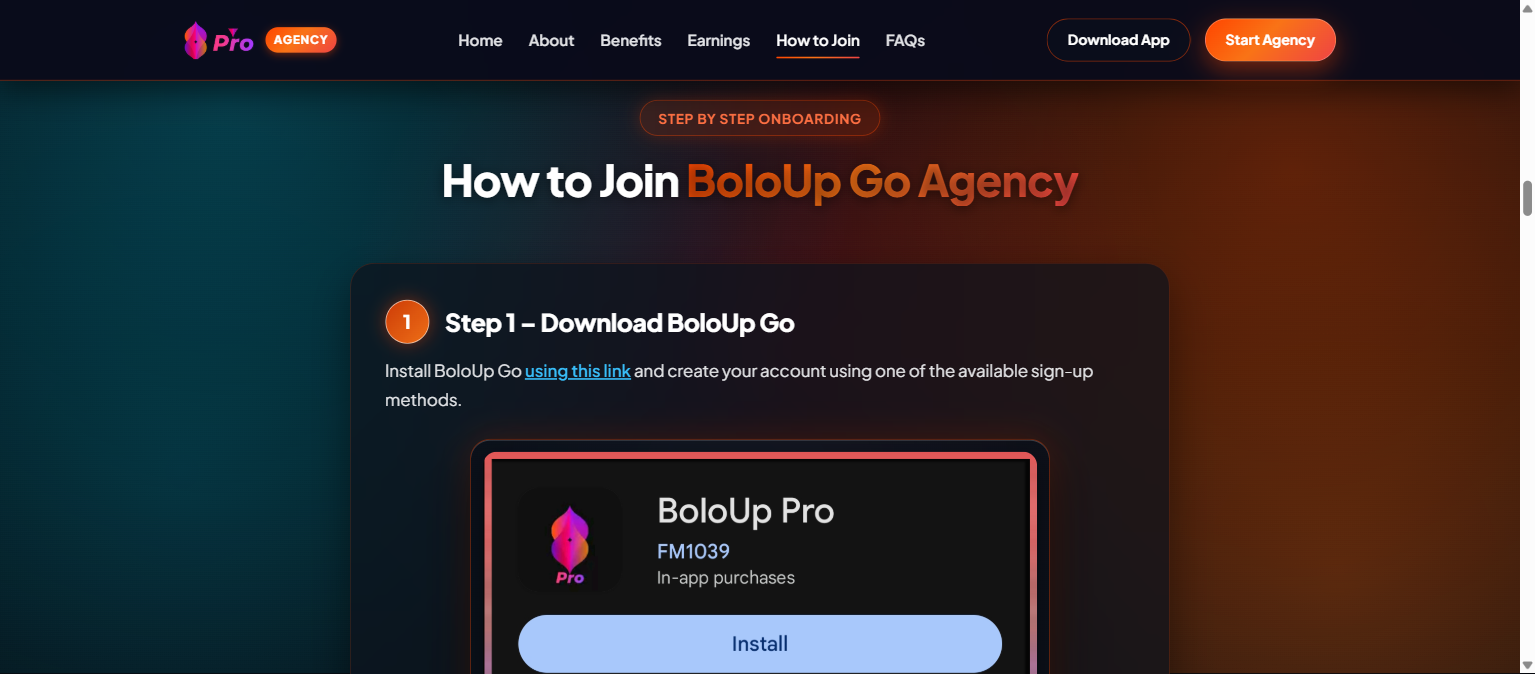 Pro AGENCY
Home About Benefits Earnings How to Join FAQs
Download App Start Agency
STEP BY STEP ONBOARDING
How to Join BoloUp Go Agency
1 Step 1 – Download BoloUp Go
Install BoloUp Go using this link and create your account using one of the available sign-up
methods.
BoloUp Pro
FM1039
In-app purchases
Pro
Install